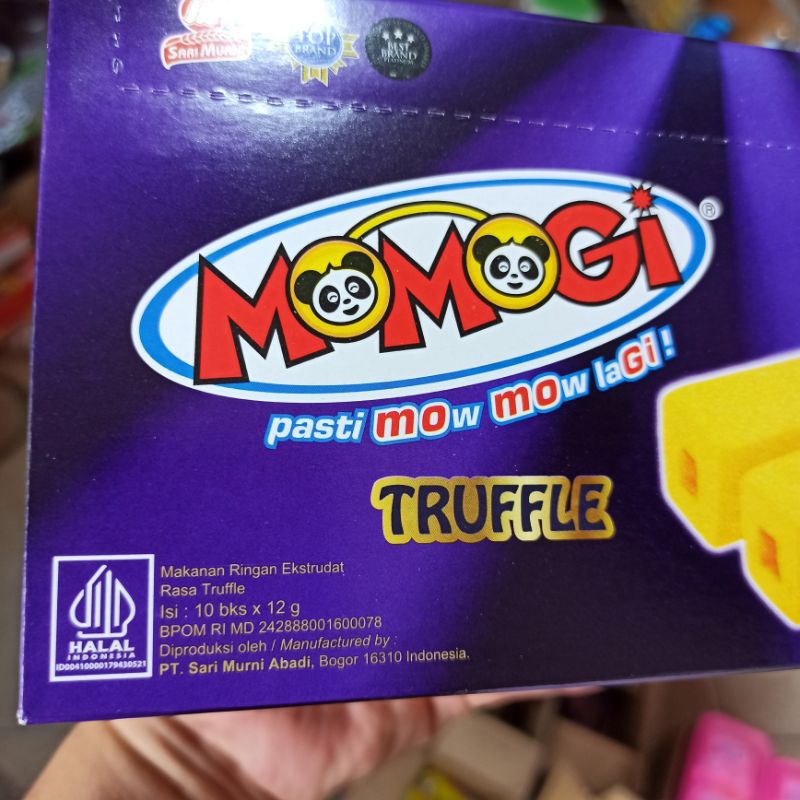 SARI MURNI
TOP
BRAND
BEST
BRAND
PLATINUM
MOMOGi®
pasti mow mow laGi!
TRUFFLE
Makanan Ringan Ekstrudat
Rasa Truffle
Isi : 10 bks x 12 g
BPOM RI MD 242888001600078
Diproduksi oleh / Manufactured by :
PT. Sari Murni Abadi, Bogor 16310 Indonesia.
HALAL
INDONESIA
ID00410000179430521